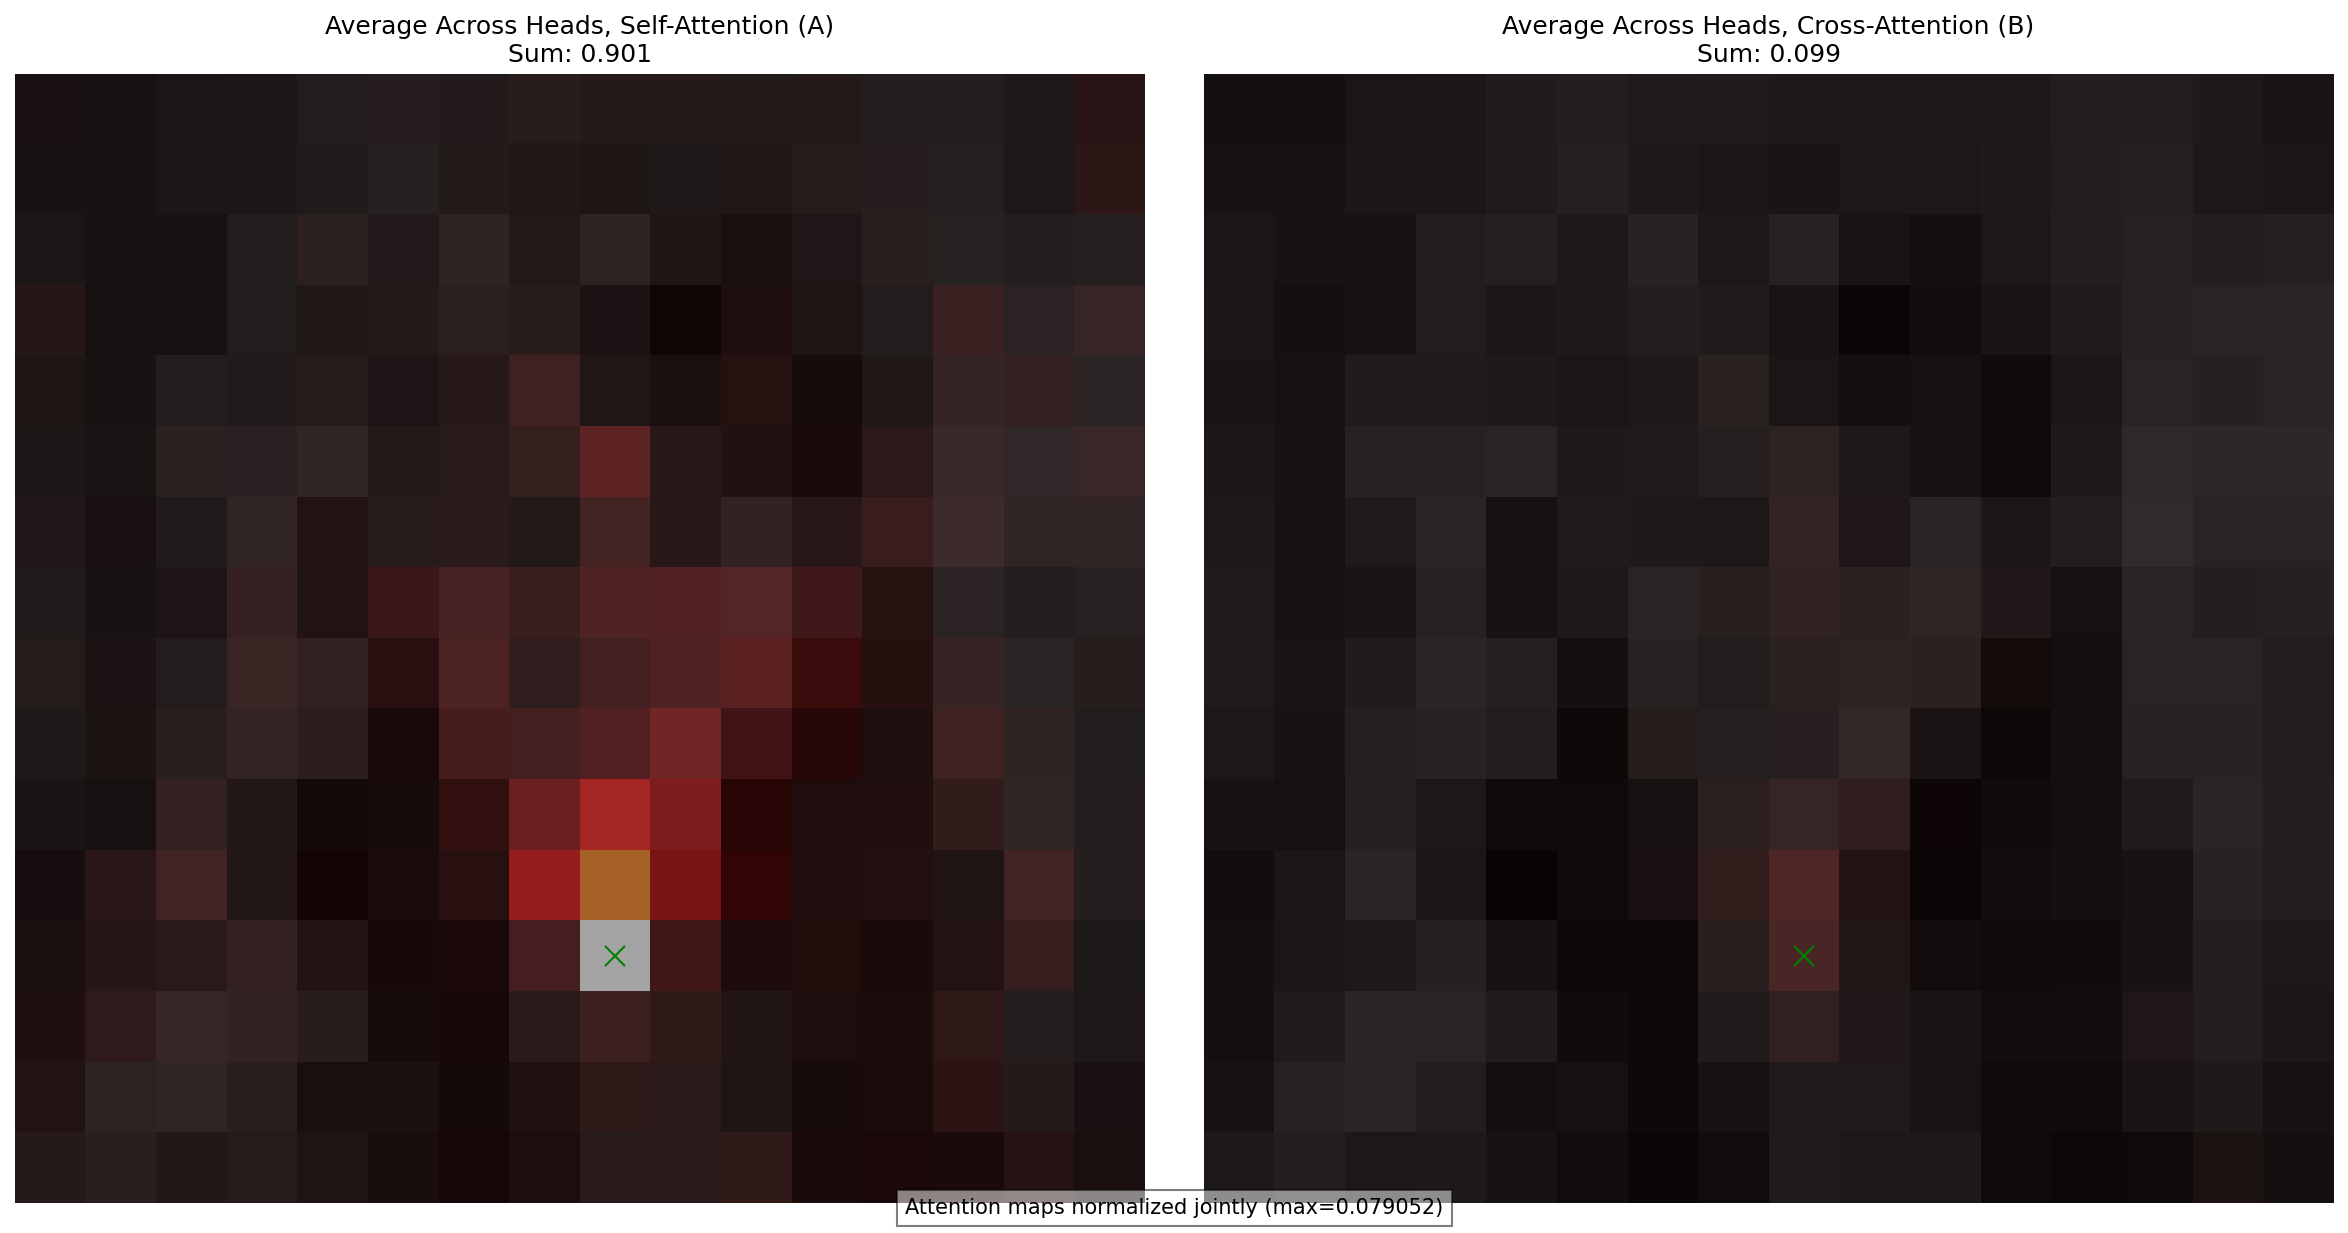 Average Across Heads, Self-Attention (A)
Sum: 0.901
Average Across Heads, Cross-Attention (B)
Sum: 0.099
Attention maps normalized jointly (max=0.079052)